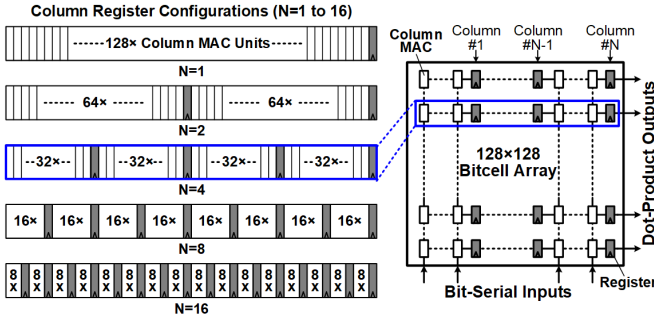 Column Register Configurations (N=1 to 16)
128× Column MAC Units
N=1
64× 64×
N=2
32× 32× 32× 32×
N=4
16× 16× 16× 16× 16× 16× 16× 16×
N=8
8× 8× 8× 8× 8× 8× 8× 8× 8× 8× 8× 8× 8× 8× 8× 8×
N=16
Column MAC
Column #1
Column #N-1
Column #N
128×128
Bitcell Array
Dot-Product Outputs
Register
Bit-Serial Inputs